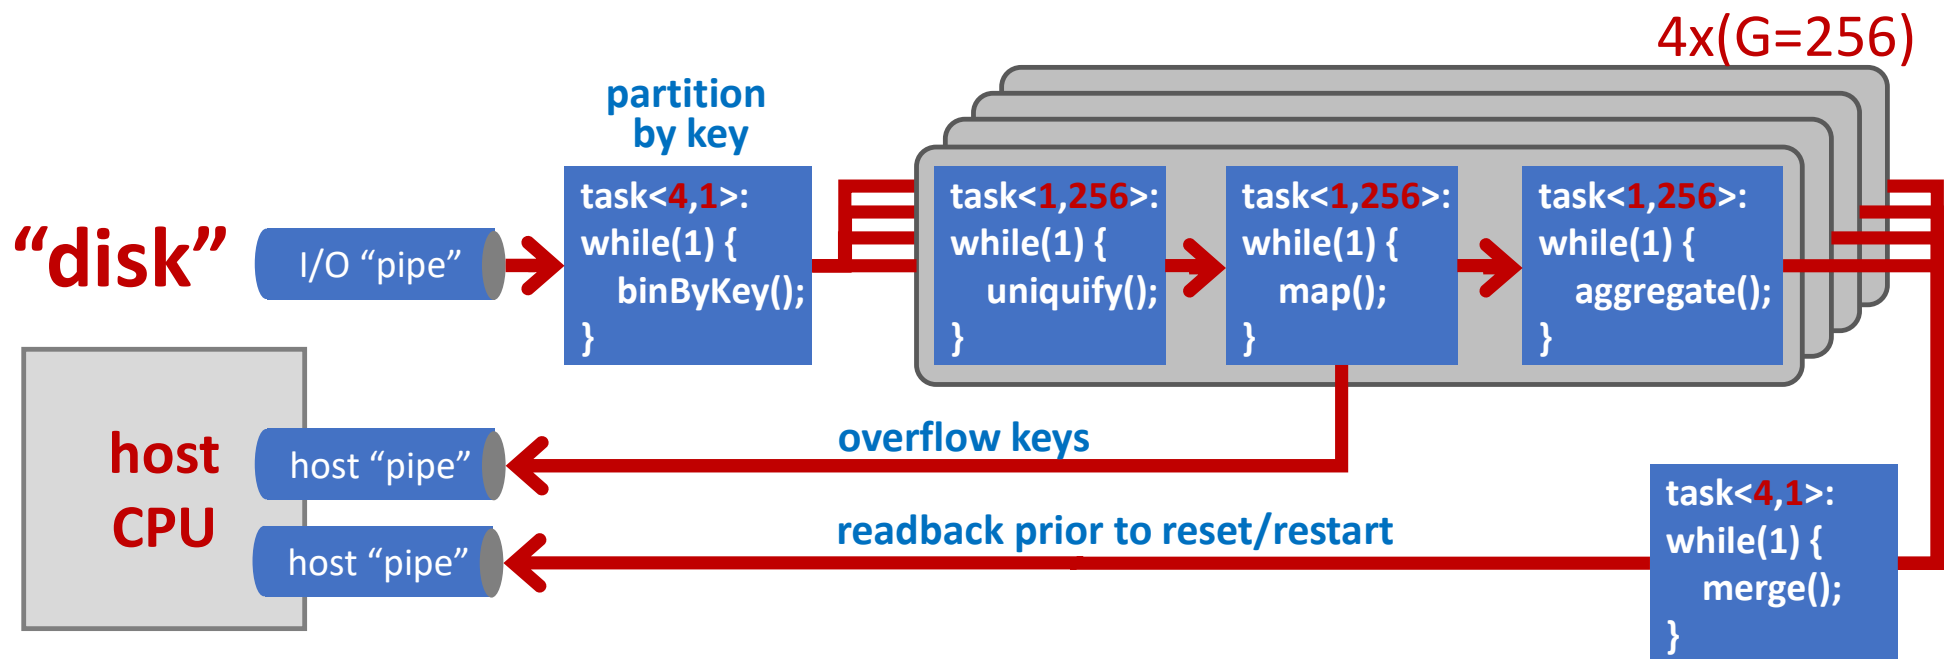 4x(G=256)
partition
by key
“disk”
I/O “pipe”
task<4,1>:
while(1) {
binByKey();
}
task<1,256>:
while(1) {
uniquify();
}
task<1,256>:
while(1) {
map();
}
task<1,256>:
while(1) {
aggregate();
}
host
CPU
host “pipe”
overflow keys
host “pipe”
readback prior to reset/restart
task<4,1>:
while(1) {
merge();
}